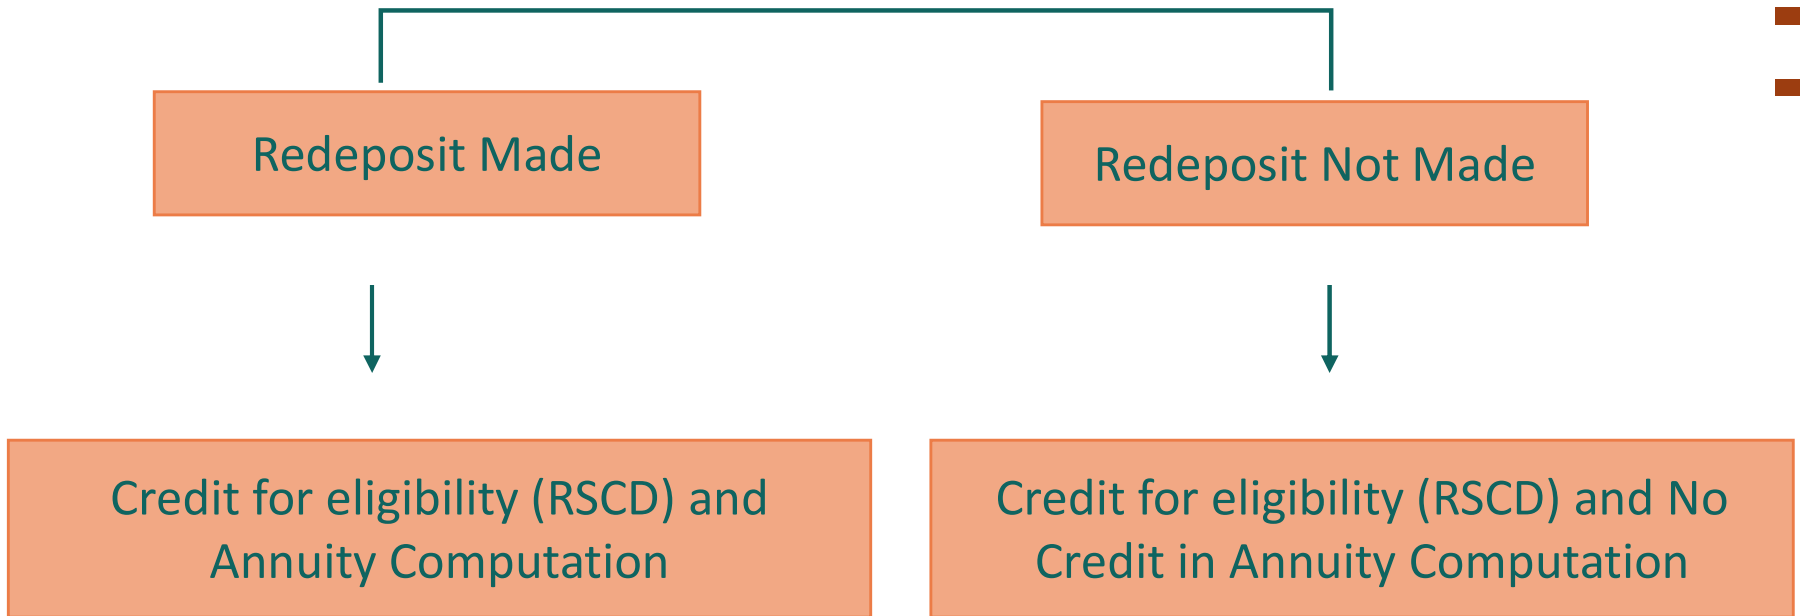 Redeposit Made
Redeposit Not Made
Credit for eligibility (RSCD) and
Annuity Computation
Credit for eligibility (RSCD) and No
Credit in Annuity Computation